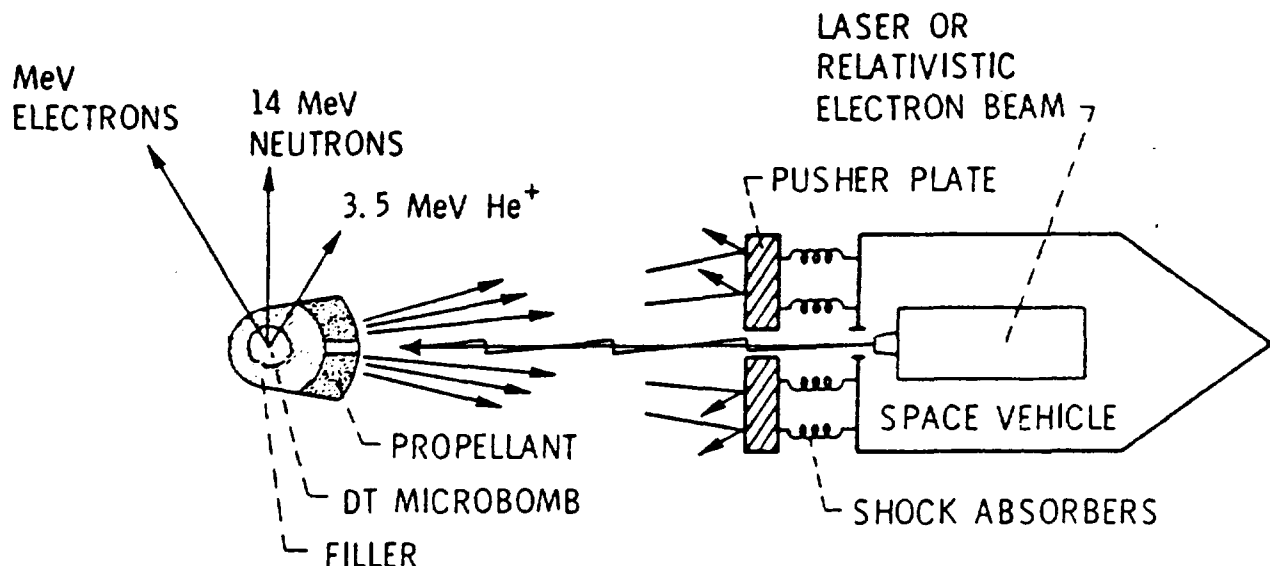 LASER OR
RELATIVISTIC
ELECTRON BEAM
MeV
ELECTRONS
14 MeV
NEUTRONS
3.5 MeV He+
PUSHER PLATE
SPACE VEHICLE
PROPELLANT
DT MICROBOMB
FILLER
SHOCK ABSORBERS